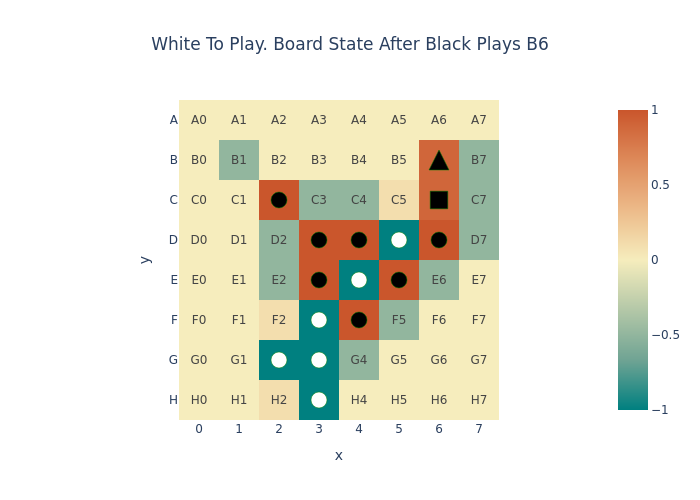 White To Play. Board State After Black Plays B6
A A0 A1 A2 A3 A4 A5 A6 A7
B B0 B1 B2 B3 B4 B5 B7
C C0 C1 C3 C4 C5 C7
D D0 D1 D2 D7
E E0 E1 E2 E6 E7
F F0 F1 F2 F5 F6 F7
G G0 G1 G4 G5 G6 G7
H H0 H1 H2 H4 H5 H6 H7
0 1 2 3 4 5 6 7
x
y
1
0.5
0
−0.5
−1